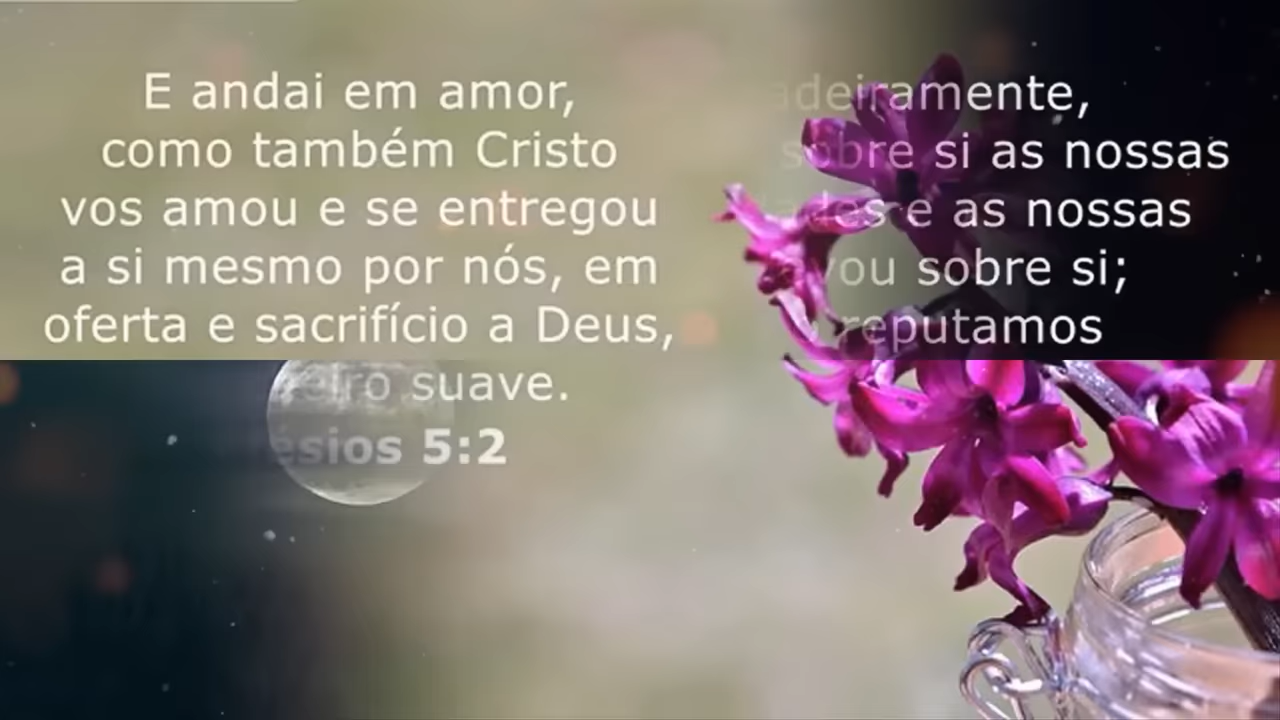 E andai em amor,
como também Cristo
vos amou e se entregou
a si mesmo por nós, em
oferta e sacrifício a Deus,
suave.
5:2
sobre si as nossas
e as nossas
sobre si;
reputamos